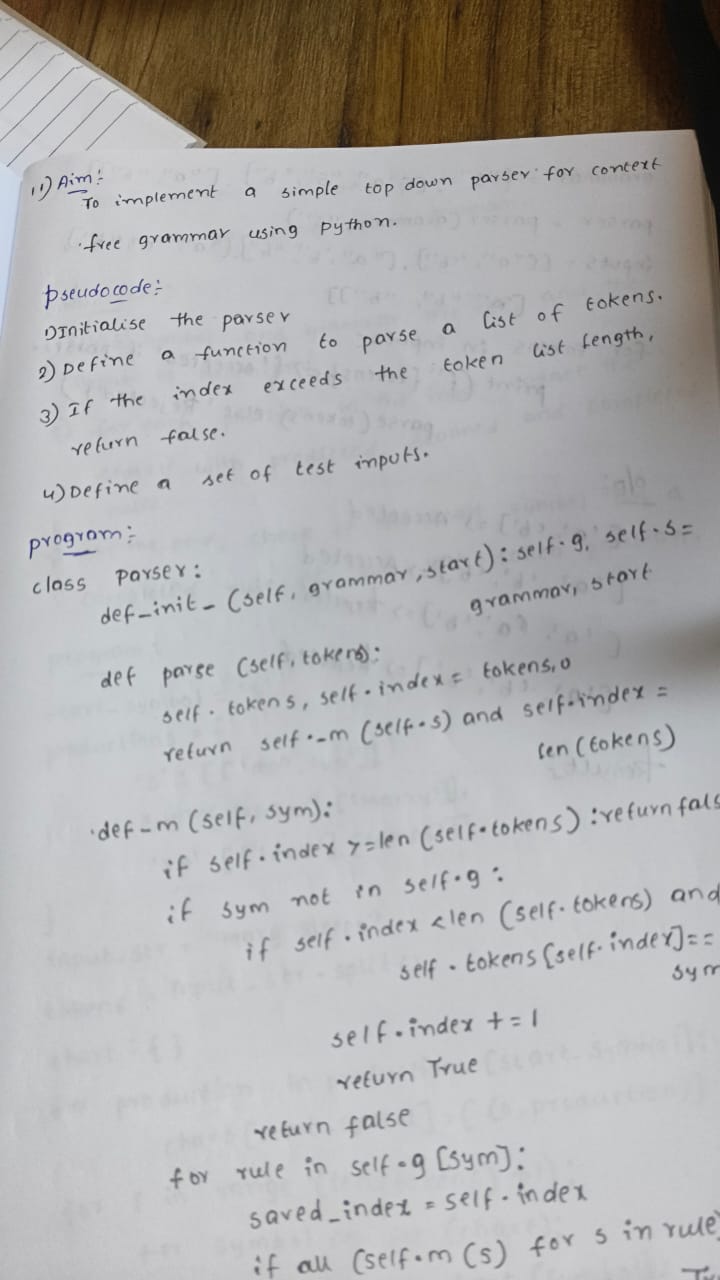 11) Aim:
To implement a simple top down parser for context
free grammar using python.
pseudocode:
1) Initialise the parser
2) Define a function to parse a list of tokens.
3) If the index exceeds the token list length,
return false.
4) Define a set of test inputs.
program:
class parser:
def_init_ (self, grammar, start): self.g, self.s=
grammar, start
def parse (self, tokens):
self.tokens, self.index = tokens, 0
return self._m (self.s) and self.index =
len (tokens)
def_m (self, sym):
if self.index >=len (self.tokens) : return fals
if sym not in self.g :
if self.index <len (self.tokens) and
self.tokens [self.index]==
sym
self.index += 1
return True
return false
for rule in self.g [sym]:
saved_index = self.index
if all (self.m (s) for s in rule)